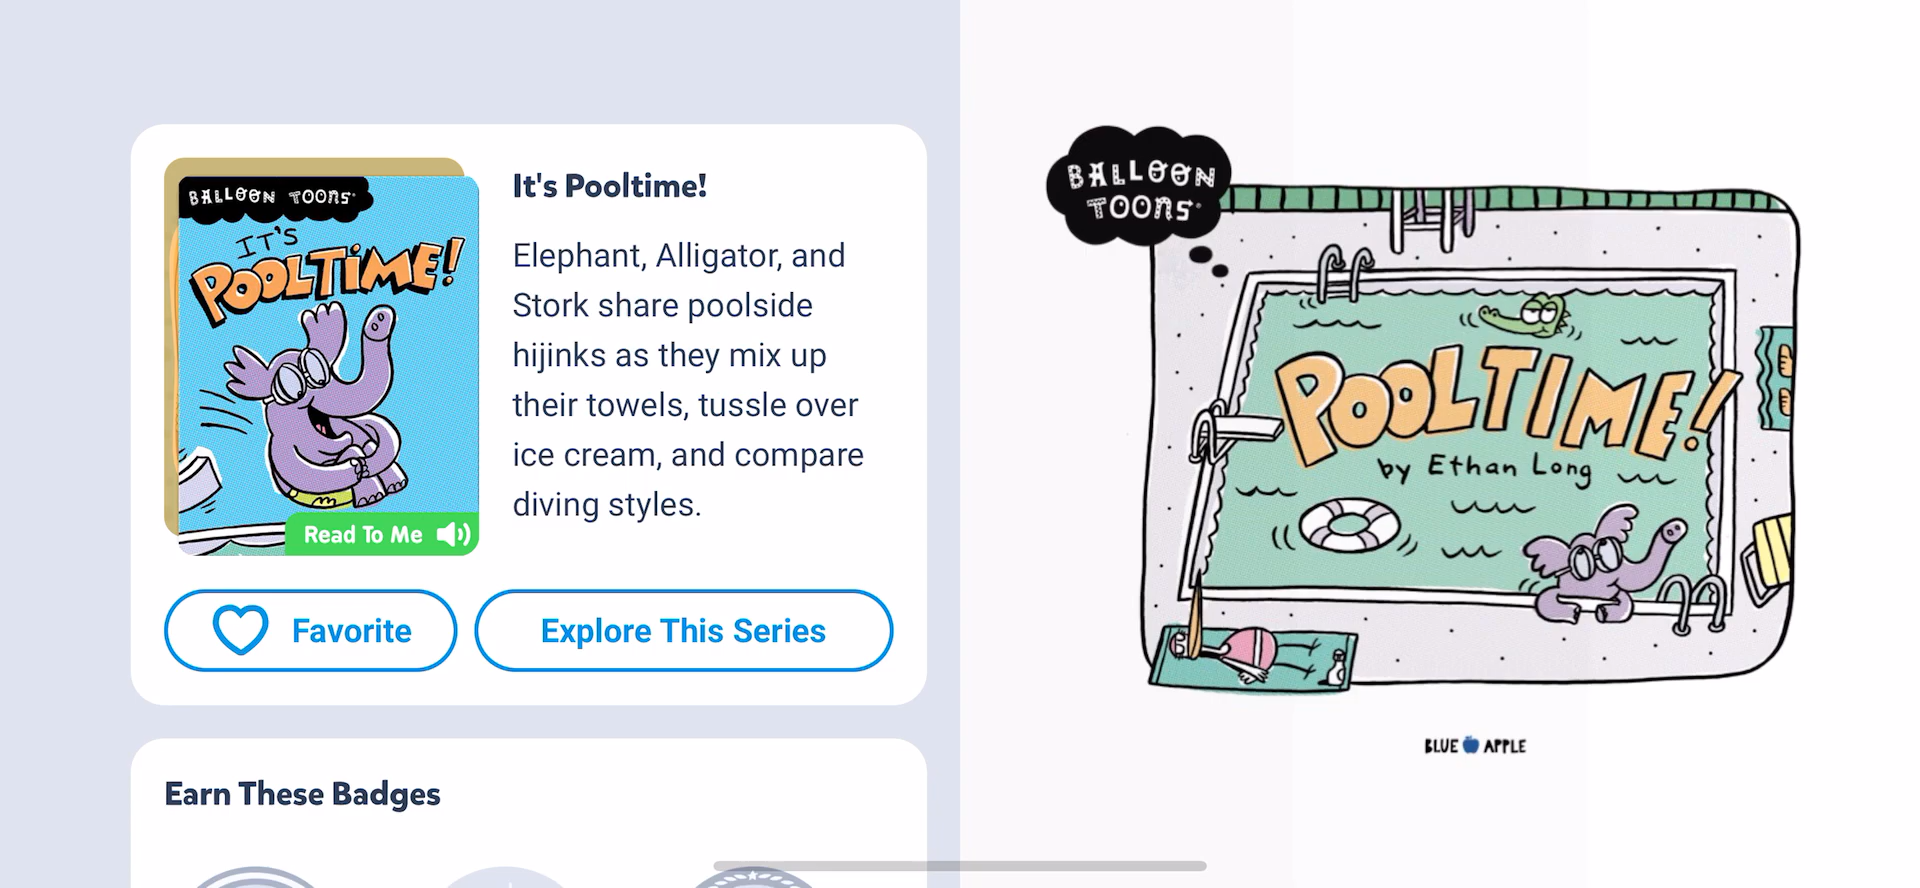 BALLOON TOONS
IT'S
POOLTIME!
Read To Me
It's Pooltime!
Elephant, Alligator, and
Stork share poolside
hijinks as they mix up
their towels, tussle over
ice cream, and compare
diving styles.
Favorite
Explore This Series
Earn These Badges
BALLOON
TOONS
POOLTIME!
by Ethan Long
BLUE APPLE